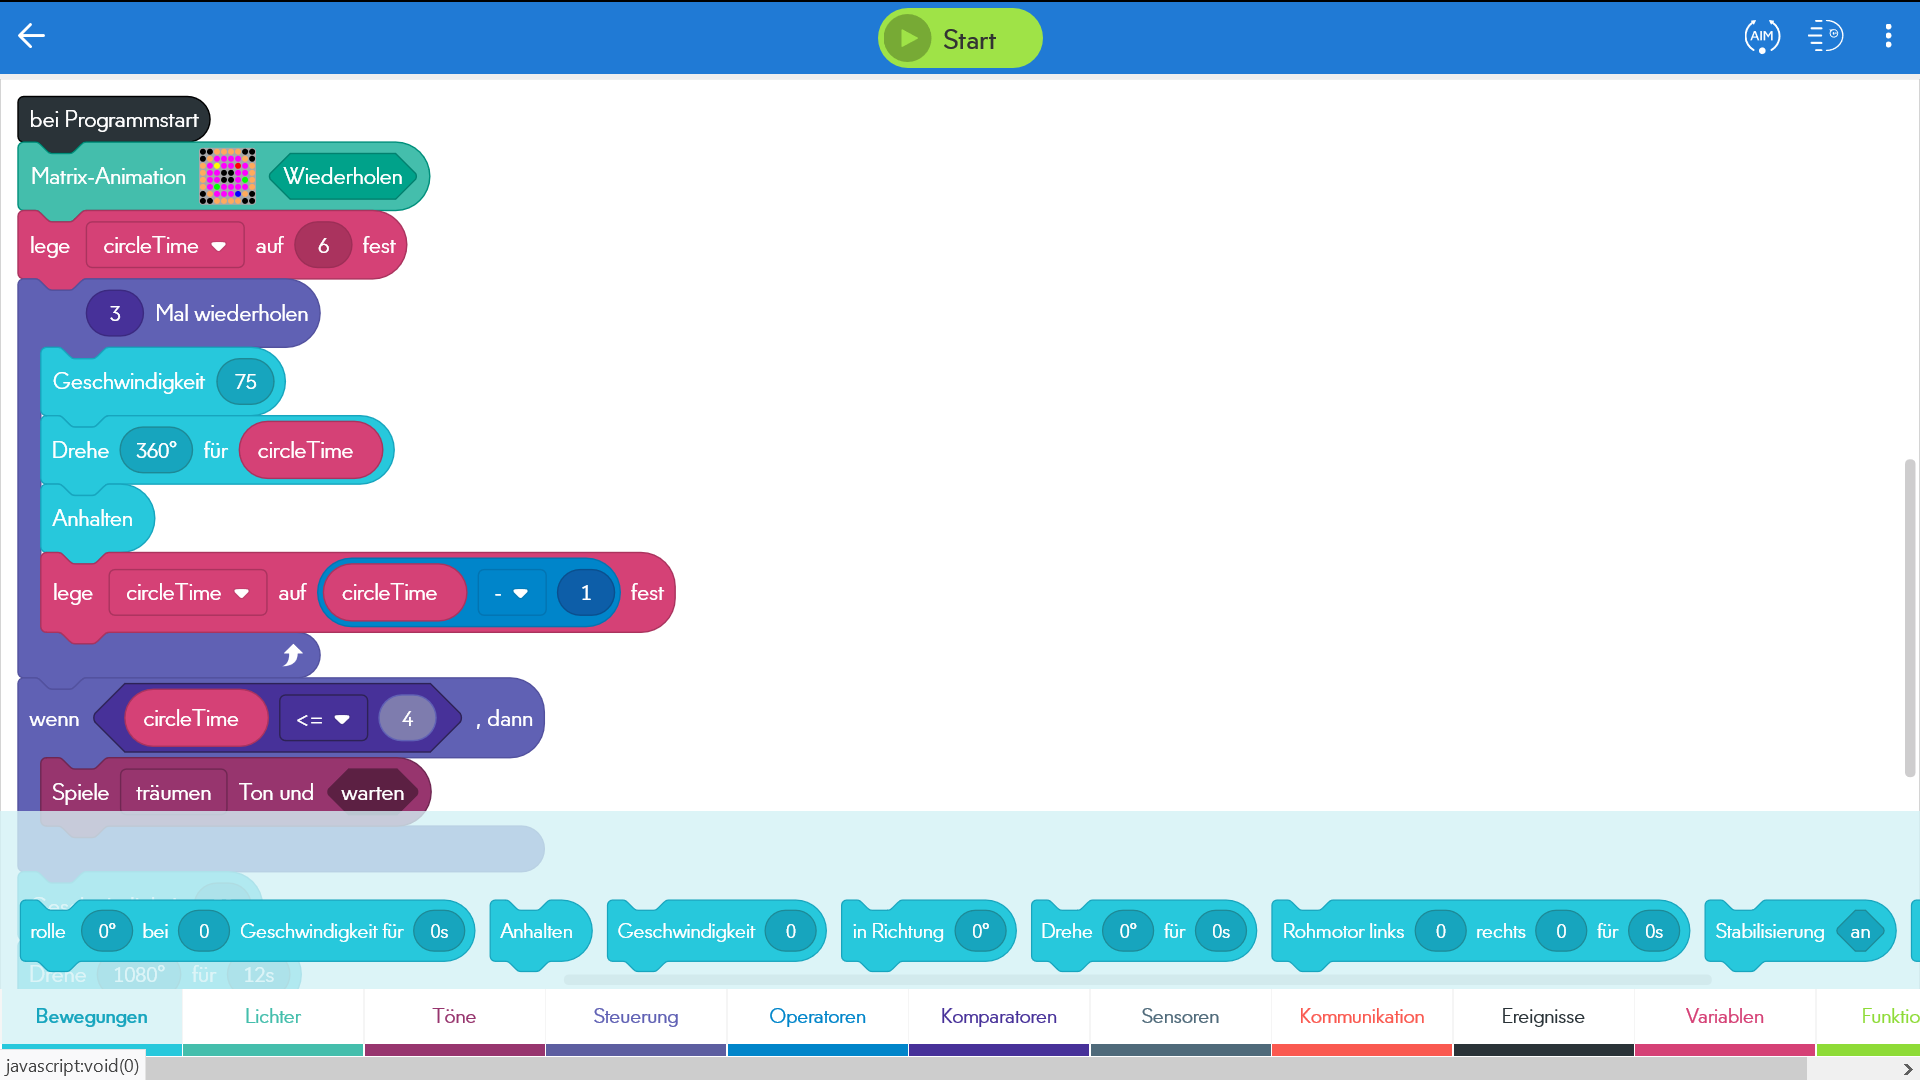 Start
AIM
bei Programmstart
Matrix-Animation Wiederholen
lege circleTime auf 6 fest
3 Mal wiederholen
Geschwindigkeit 75
Drehe 360° für circleTime
Anhalten
lege circleTime auf circleTime - 1 fest
wenn circleTime <= 4 , dann
Spiele träumen Ton und warten
rolle 0° bei 0 Geschwindigkeit für 0s Anhalten Geschwindigkeit 0 in Richtung 0° Drehe 0° für 0s Rohmotor links 0 rechts 0 für 0s Stabilisierung an
Drehe 1080° für 12s
Bewegungen Lichter Töne Steuerung Operatoren Komparatoren Sensoren Kommunikation Ereignisse Variablen Funktio
javascript:void(0)